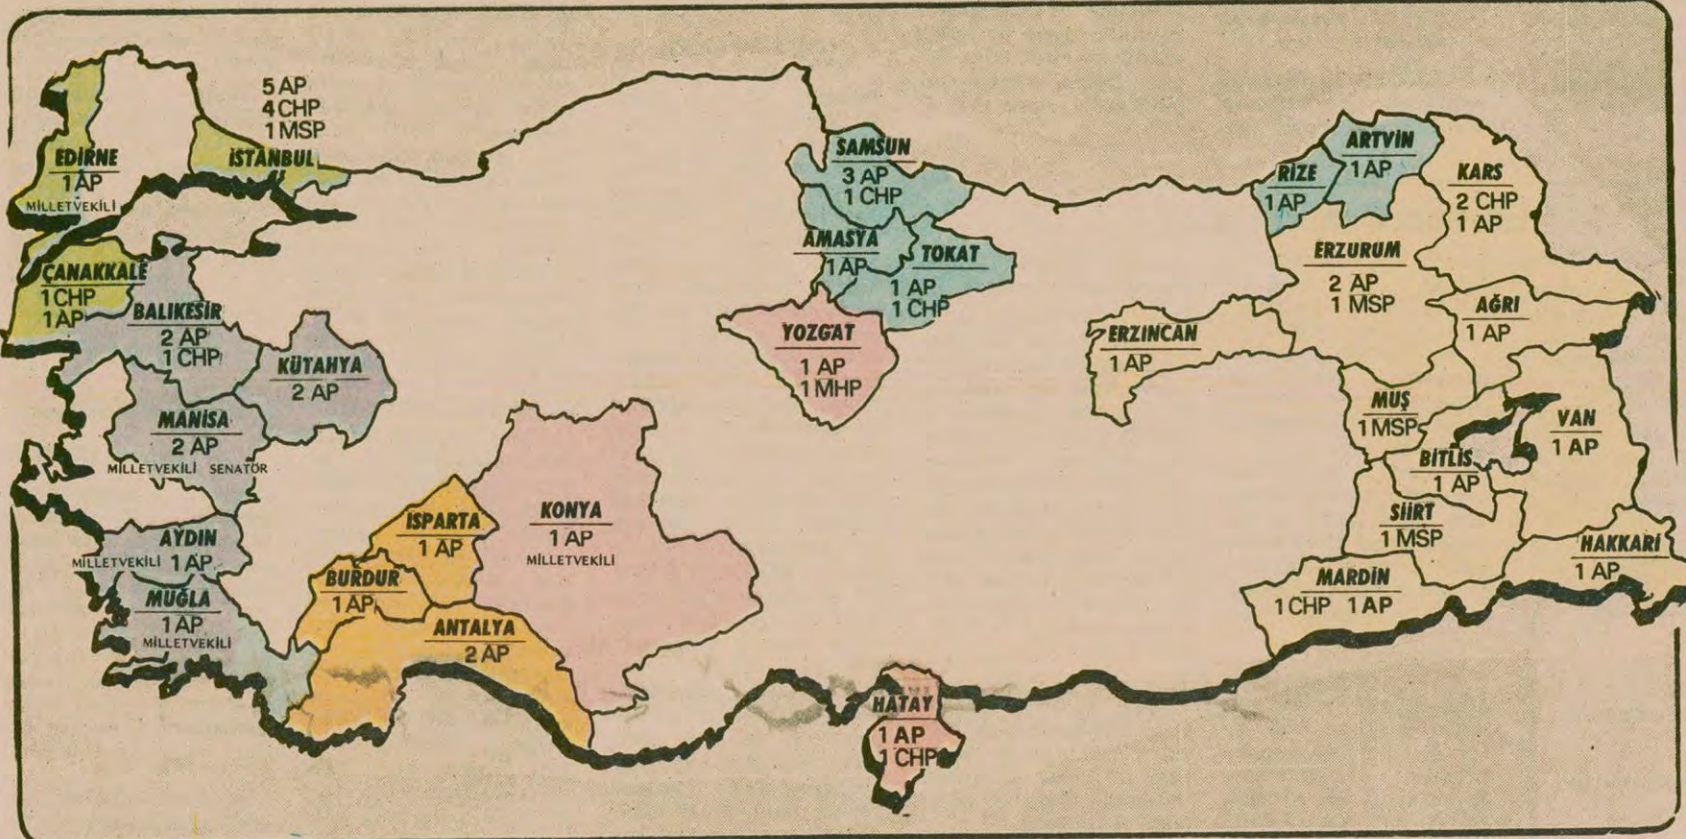 5 AP
4 CHP
1 MSP
İSTANBUL
EDİRNE
1 AP
MİLLETVEKİLİ
ÇANAKKALE
1 CHP
1 AP
BALIKESİR
2 AP
1 CHP
KÜTAHYA
2 AP
MANİSA
2 AP
MİLLETVEKİLİ SENATÖR
AYDIN
MİLLETVEKİLİ 1 AP
MUĞLA
1 AP
MİLLETVEKİLİ
ISPARTA
1 AP
BURDUR
1 AP
ANTALYA
2 AP
KONYA
1 AP
MİLLETVEKİLİ
SAMSUN
3 AP
1 CHP
AMASYA
1 AP
TOKAT
1 AP
1 CHP
YOZGAT
1 AP
1 MHP
HATAY
1 AP
1 CHP
RİZE
1 AP
ARTVİN
1 AP
KARS
2 CHP
1 AP
ERZURUM
2 AP
1 MSP
ERZINCAN
1 AP
AĞRI
1 AP
MUŞ
1 MSP
VAN
1 AP
BİTLİS
1 AP
SİİRT
1 MSP
HAKKARİ
1 AP
MARDİN
1 CHP 1 AP